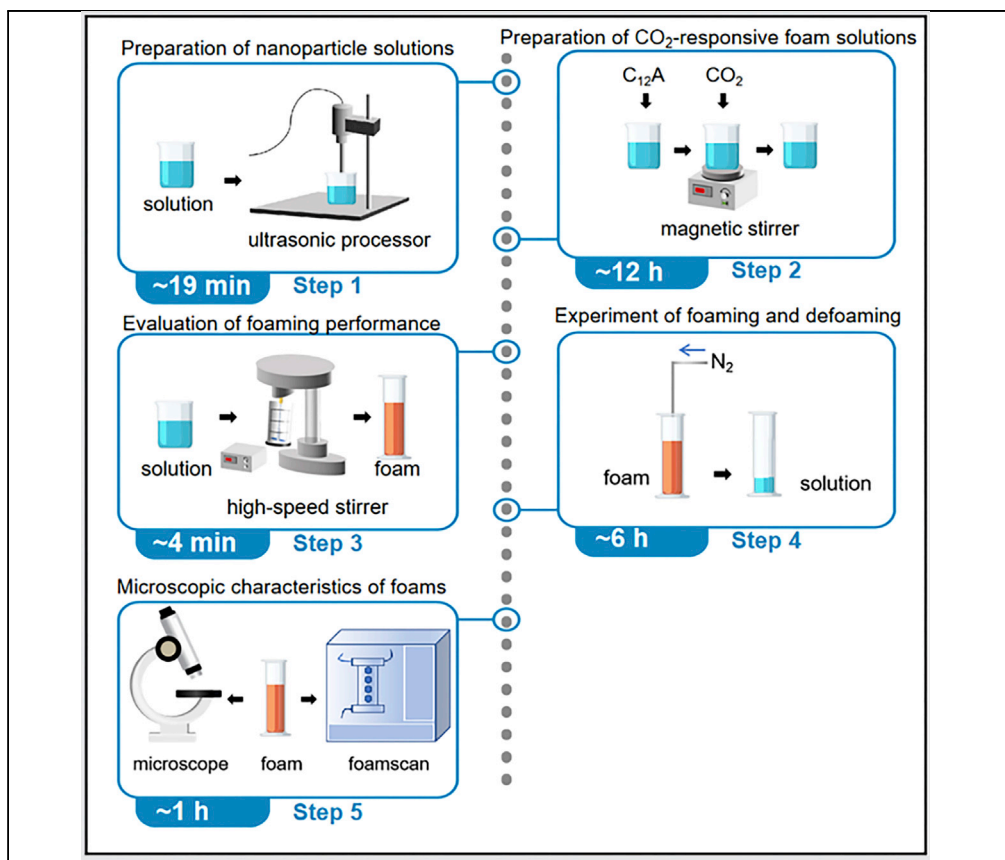 Preparation of nanoparticle solutions
solution
ultrasonic processor
~19 min
Step 1
Preparation of CO₂-responsive foam solutions
C₁₂A
CO₂
magnetic stirrer
~12 h
Step 2
Evaluation of foaming performance
solution
foam
high-speed stirrer
~4 min
Step 3
Experiment of foaming and defoaming
N₂
foam
solution
~6 h
Step 4
Microscopic characteristics of foams
microscope
foam
foamscan
~1 h
Step 5